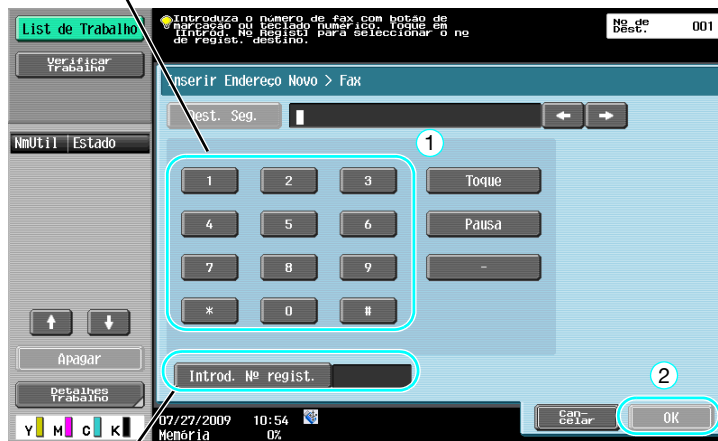 List de Trabalho
Verificar
Trabalho
NmUtil Estado
Apagar
Detalhes
Trabalho
Y M C K
Introduza o número de fax com botão de
marcação ou teclado numérico. Toque em
[Introd. No Regist] para seleccionar o no
de regist. destino.
No de
Dest. 001
Inserir Endereço Novo > Fax
Dest. Seg.
1
1 2 3 Toque
4 5 6 Pausa
7 8 9 -
* 0 #
Introd. Nº regist.
2
Can-
celar
OK
07/27/2009 10:54
Memória 0%